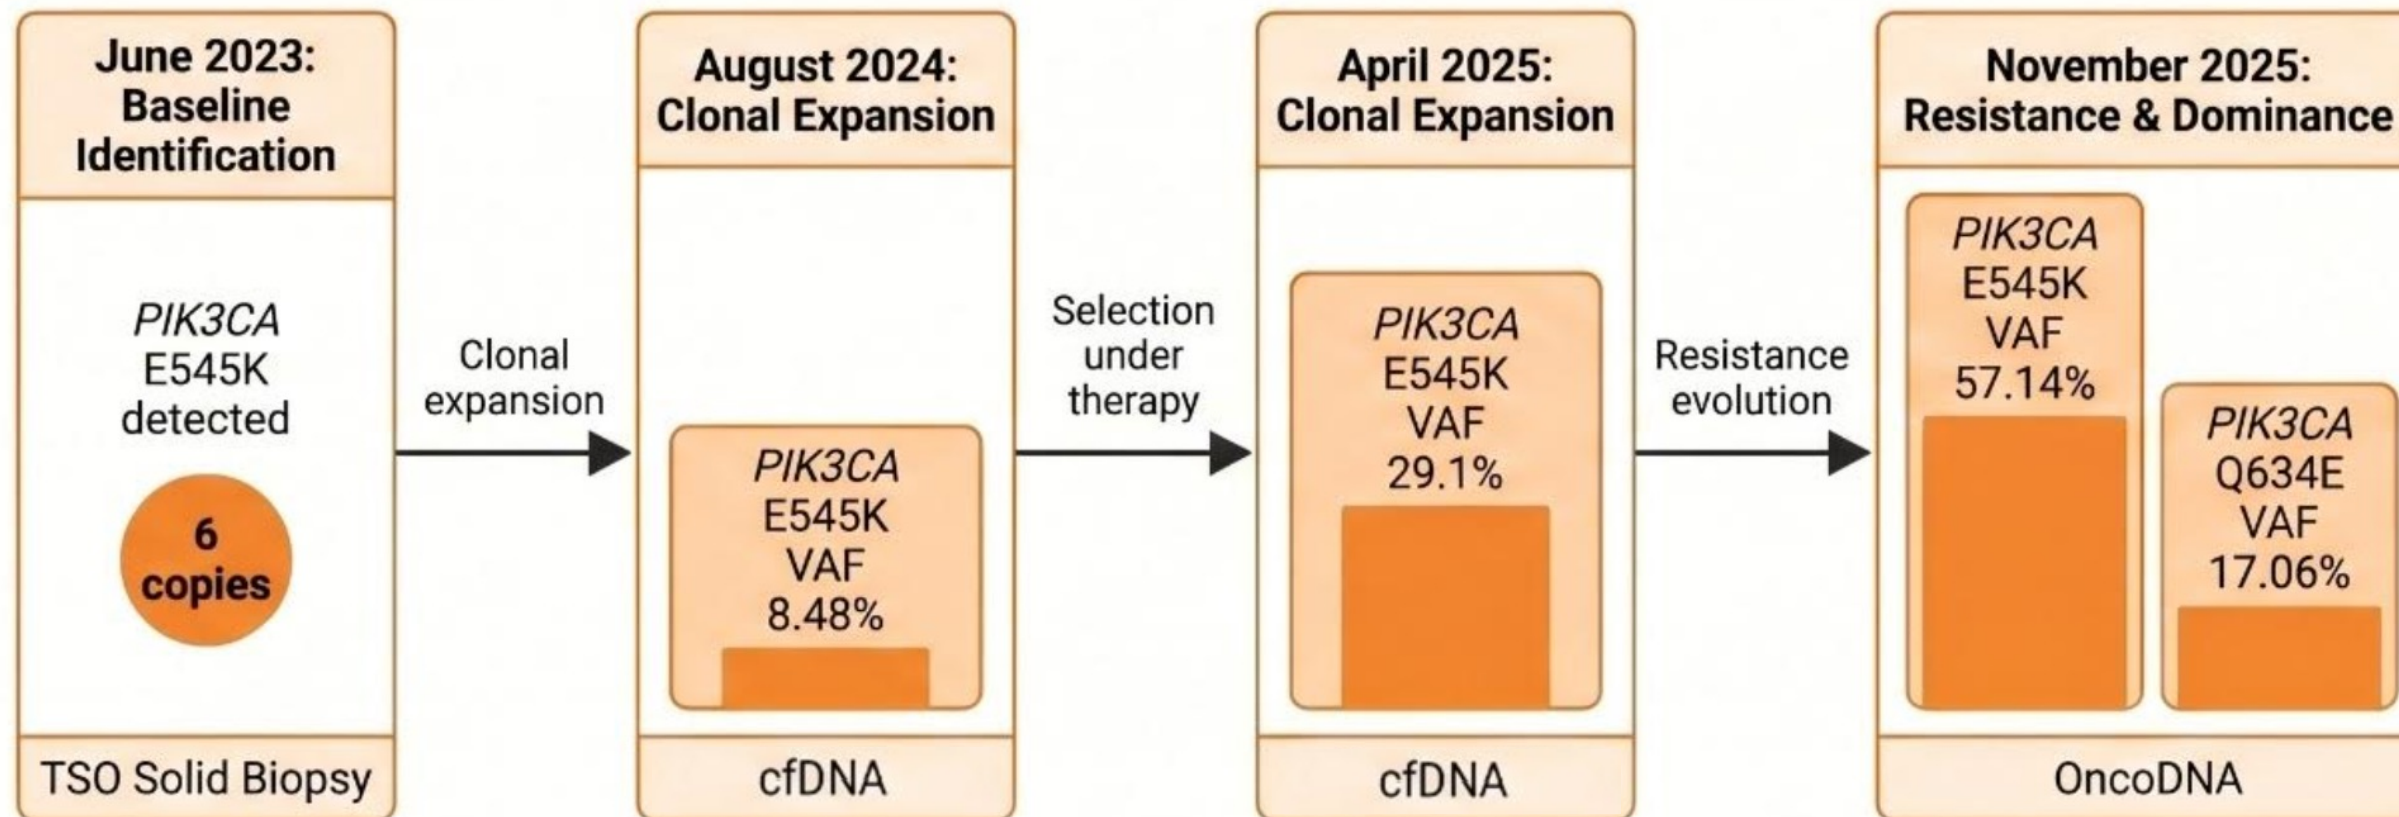 June 2023:
Baseline
Identification
PIK3CA
E545K
detected
6
copies
TSO Solid Biopsy
Clonal
expansion
August 2024:
Clonal Expansion
PIK3CA
E545K
VAF
8.48%
cfDNA
Selection
under
therapy
April 2025:
Clonal Expansion
PIK3CA
E545K
VAF
29.1%
cfDNA
Resistance
evolution
November 2025:
Resistance & Dominance
PIK3CA
E545K
VAF
57.14%
PIK3CA
Q634E
VAF
17.06%
OncoDNA